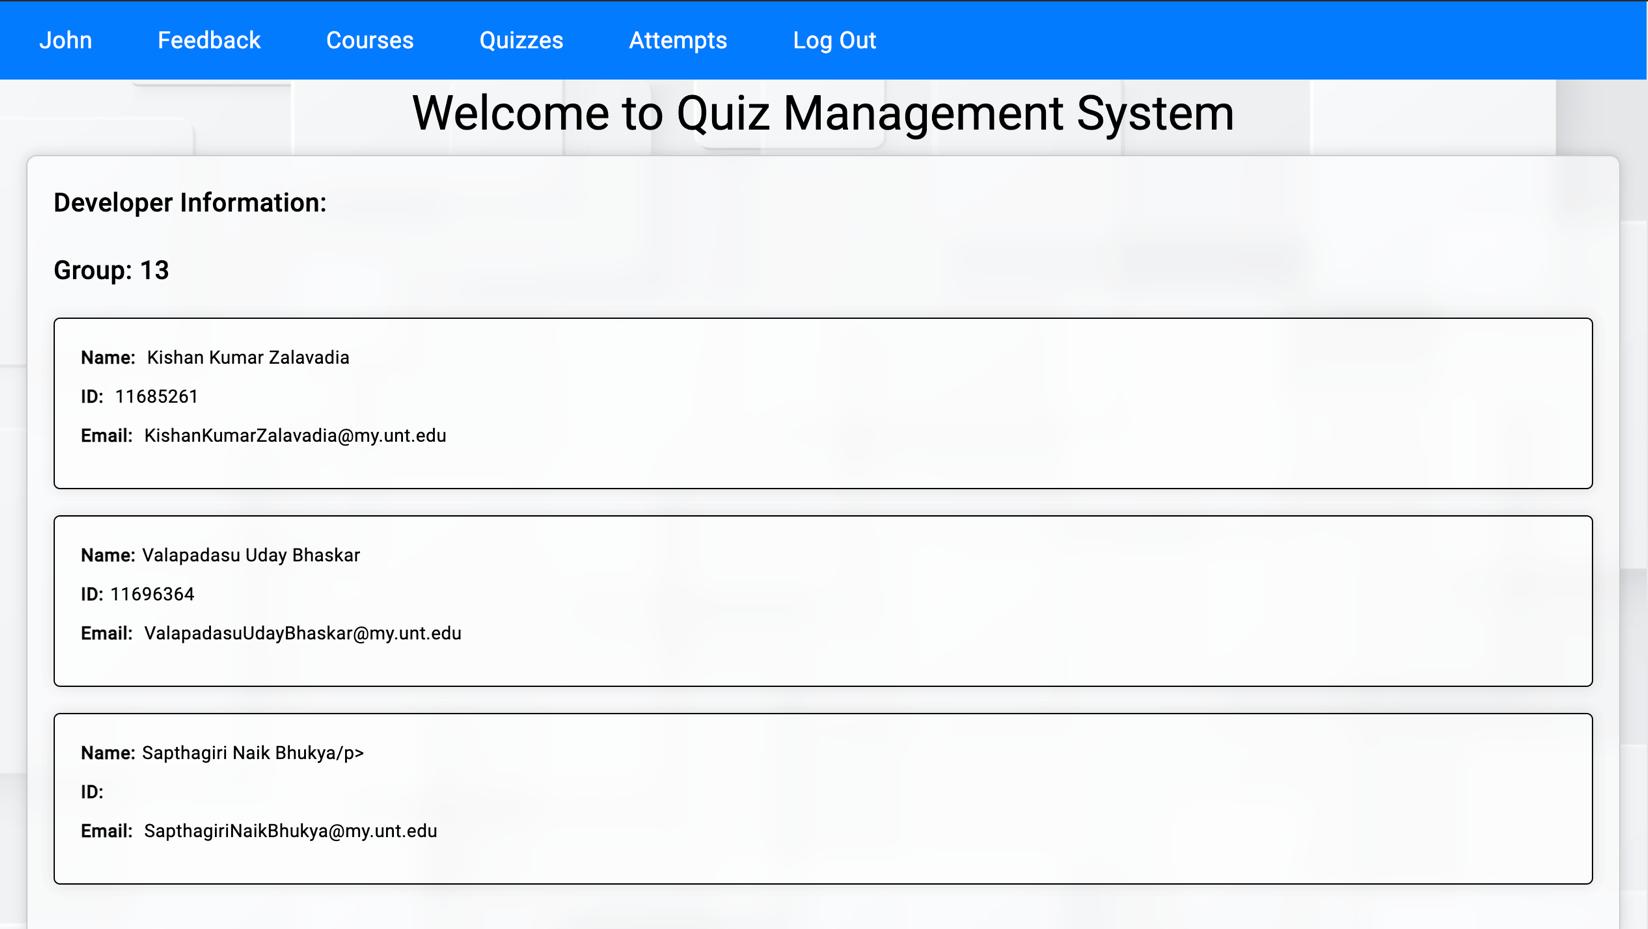 John Feedback Courses Quizzes Attempts Log Out
Welcome to Quiz Management System
Developer Information:
Group: 13
Name: Kishan Kumar Zalavadia
ID: 11685261
Email: KishanKumarZalavadia@my.unt.edu
Name: Valapadasu Uday Bhaskar
ID: 11696364
Email: ValapadasuUdayBhaskar@my.unt.edu
Name: Sapthagiri Naik Bhukya/p>
ID:
Email: SapthagiriNaikBhukya@my.unt.edu